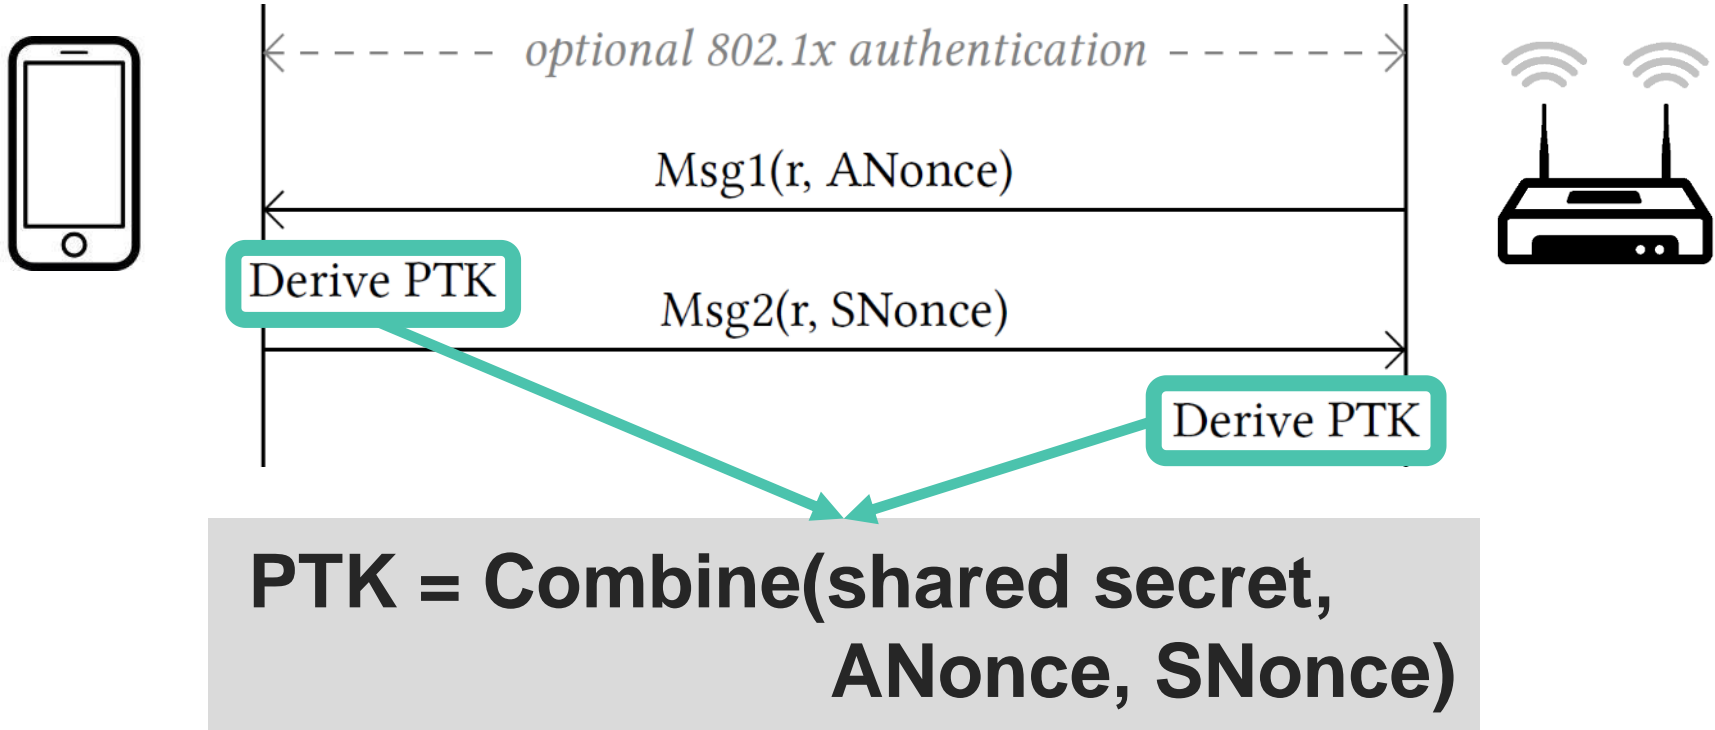 optional 802.1x authentication
Msg1(r, ANonce)
Derive PTK
Msg2(r, SNonce)
Derive PTK
PTK = Combine(shared secret,
ANonce, SNonce)